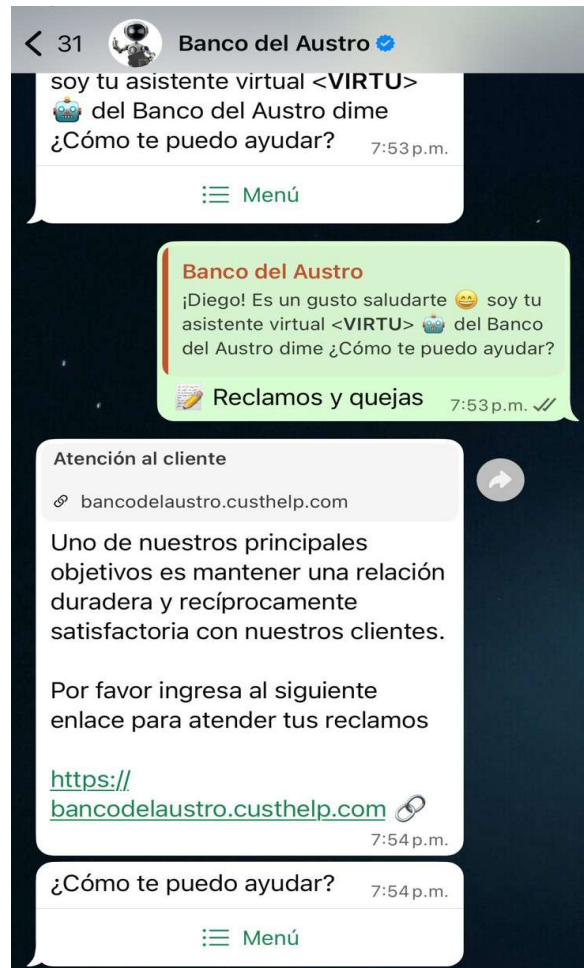 31 Banco del Austro
soy tu asistente virtual <VIRTU>
🤖 del Banco del Austro dime
¿Cómo te puedo ayudar? 7:53 p.m.
Menú
Banco del Austro
¡Diego! Es un gusto saludarte 😄 soy tu
asistente virtual <VIRTU> 🤖 del Banco
del Austro dime ¿Cómo te puedo ayudar?
📝 Reclamos y quejas 7:53 p.m.
Atención al cliente
bancodelaustro.custhelp.com
Uno de nuestros principales
objetivos es mantener una relación
duradera y recíprocamente
satisfactoria con nuestros clientes.
Por favor ingresa al siguiente
enlace para atender tus reclamos
https://
bancodelaustro.custhelp.com 🔗
7:54 p.m.
¿Cómo te puedo ayudar? 7:54 p.m.
Menú